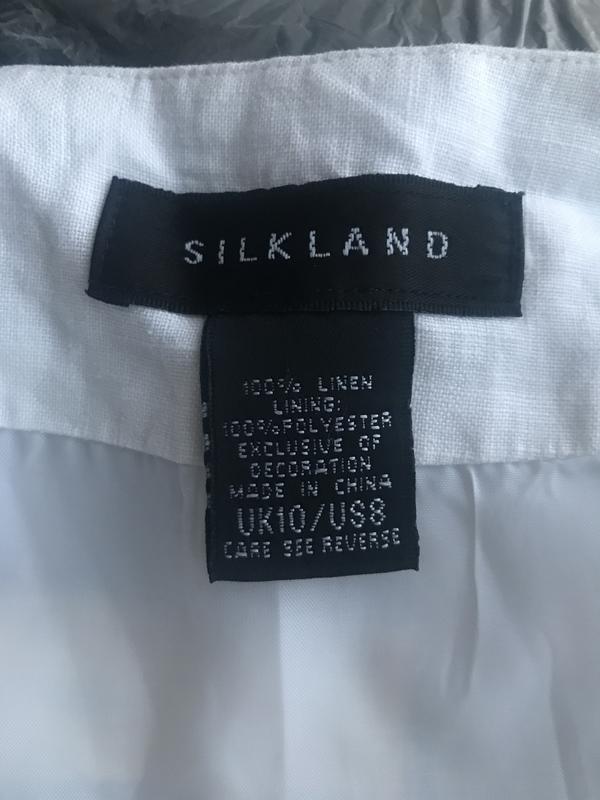 SILKLAND
100% LINEN
LINING:
100%POLYESTER
EXCLUSIVE OF
DECORATION
MADE IN CHINA
UK10/US8
CARE SEE REVERSE